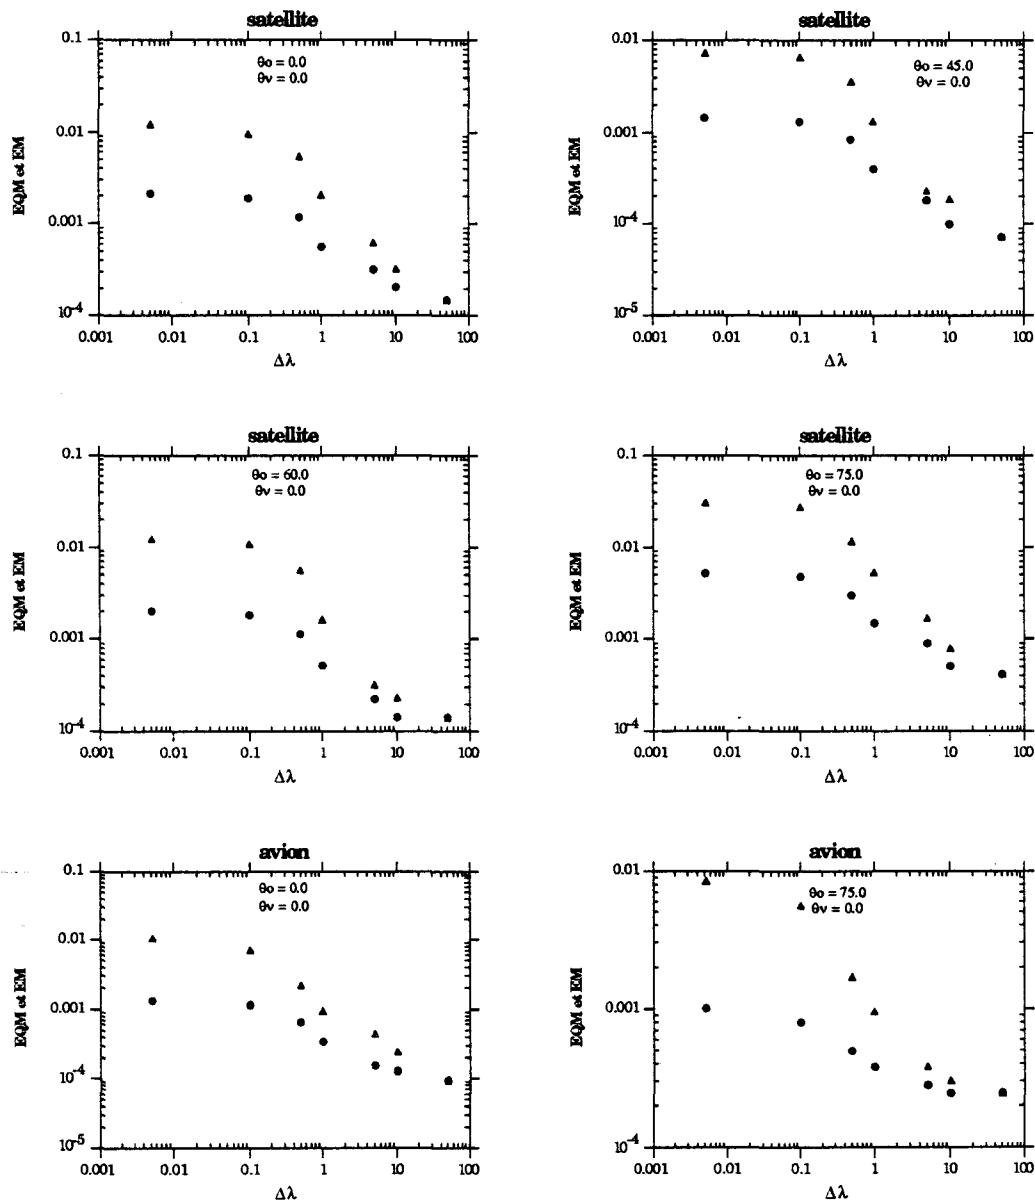 satellite
0.1
θo = 0.0
θv = 0.0
0.01
EQM et EM
0.001
10⁻⁴
0.001 0.01 0.1 1 10 100
Δλ
satellite
0.01
θo = 45.0
θv = 0.0
0.001
EQM et EM
10⁻⁴
10⁻⁵
0.001 0.01 0.1 1 10 100
Δλ
satellite
0.1
θo = 60.0
θv = 0.0
0.01
EQM et EM
0.001
10⁻⁴
0.001 0.01 0.1 1 10 100
Δλ
satellite
0.1
θo = 75.0
θv = 0.0
0.01
EQM et EM
0.001
10⁻⁴
0.001 0.01 0.1 1 10 100
Δλ
avion
0.1
θo = 0.0
θv = 0.0
0.01
EQM et EM
0.001
10⁻⁴
10⁻⁵
0.001 0.01 0.1 1 10 100
Δλ
avion
0.01
θo = 75.0
θv = 0.0
EQM et EM
0.001
10⁻⁴
0.001 0.01 0.1 1 10 100
Δλ